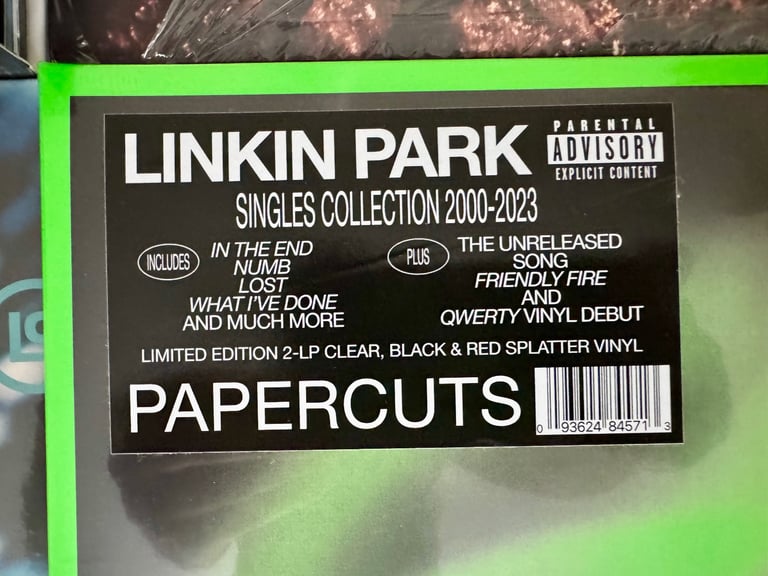 LINKIN PARK
PARENTAL
ADVISORY
EXPLICIT CONTENT
SINGLES COLLECTION 2000-2023
INCLUDES
IN THE END
NUMB
LOST
WHAT I'VE DONE
AND MUCH MORE
PLUS
THE UNRELEASED
SONG
FRIENDLY FIRE
AND
QWERTY VINYL DEBUT
LIMITED EDITION 2-LP CLEAR, BLACK & RED SPLATTER VINYL
PAPERCUTS
0 93624 84571 3